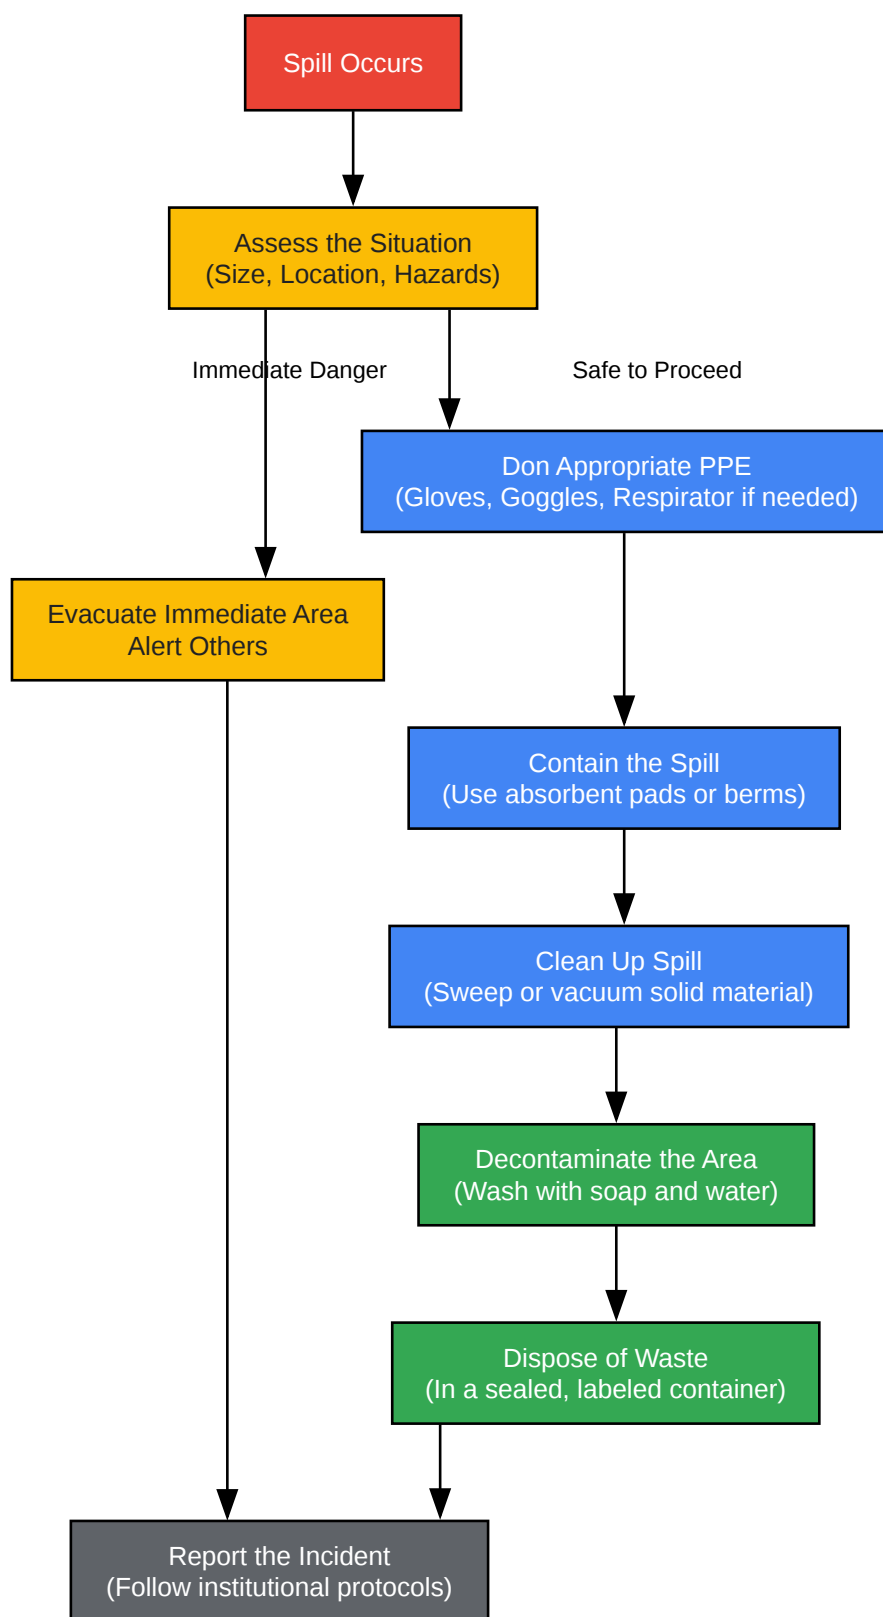 Spill Occurs
Assess the Situation
(Size, Location, Hazards)
Immediate Danger
Safe to Proceed
Don Appropriate PPE
(Gloves, Goggles, Respirator if needed)
Evacuate Immediate Area
Alert Others
Contain the Spill
(Use absorbent pads or berms)
Clean Up Spill
(Sweep or vacuum solid material)
Decontaminate the Area
(Wash with soap and water)
Dispose of Waste
(In a sealed, labeled container)
Report the Incident
(Follow institutional protocols)